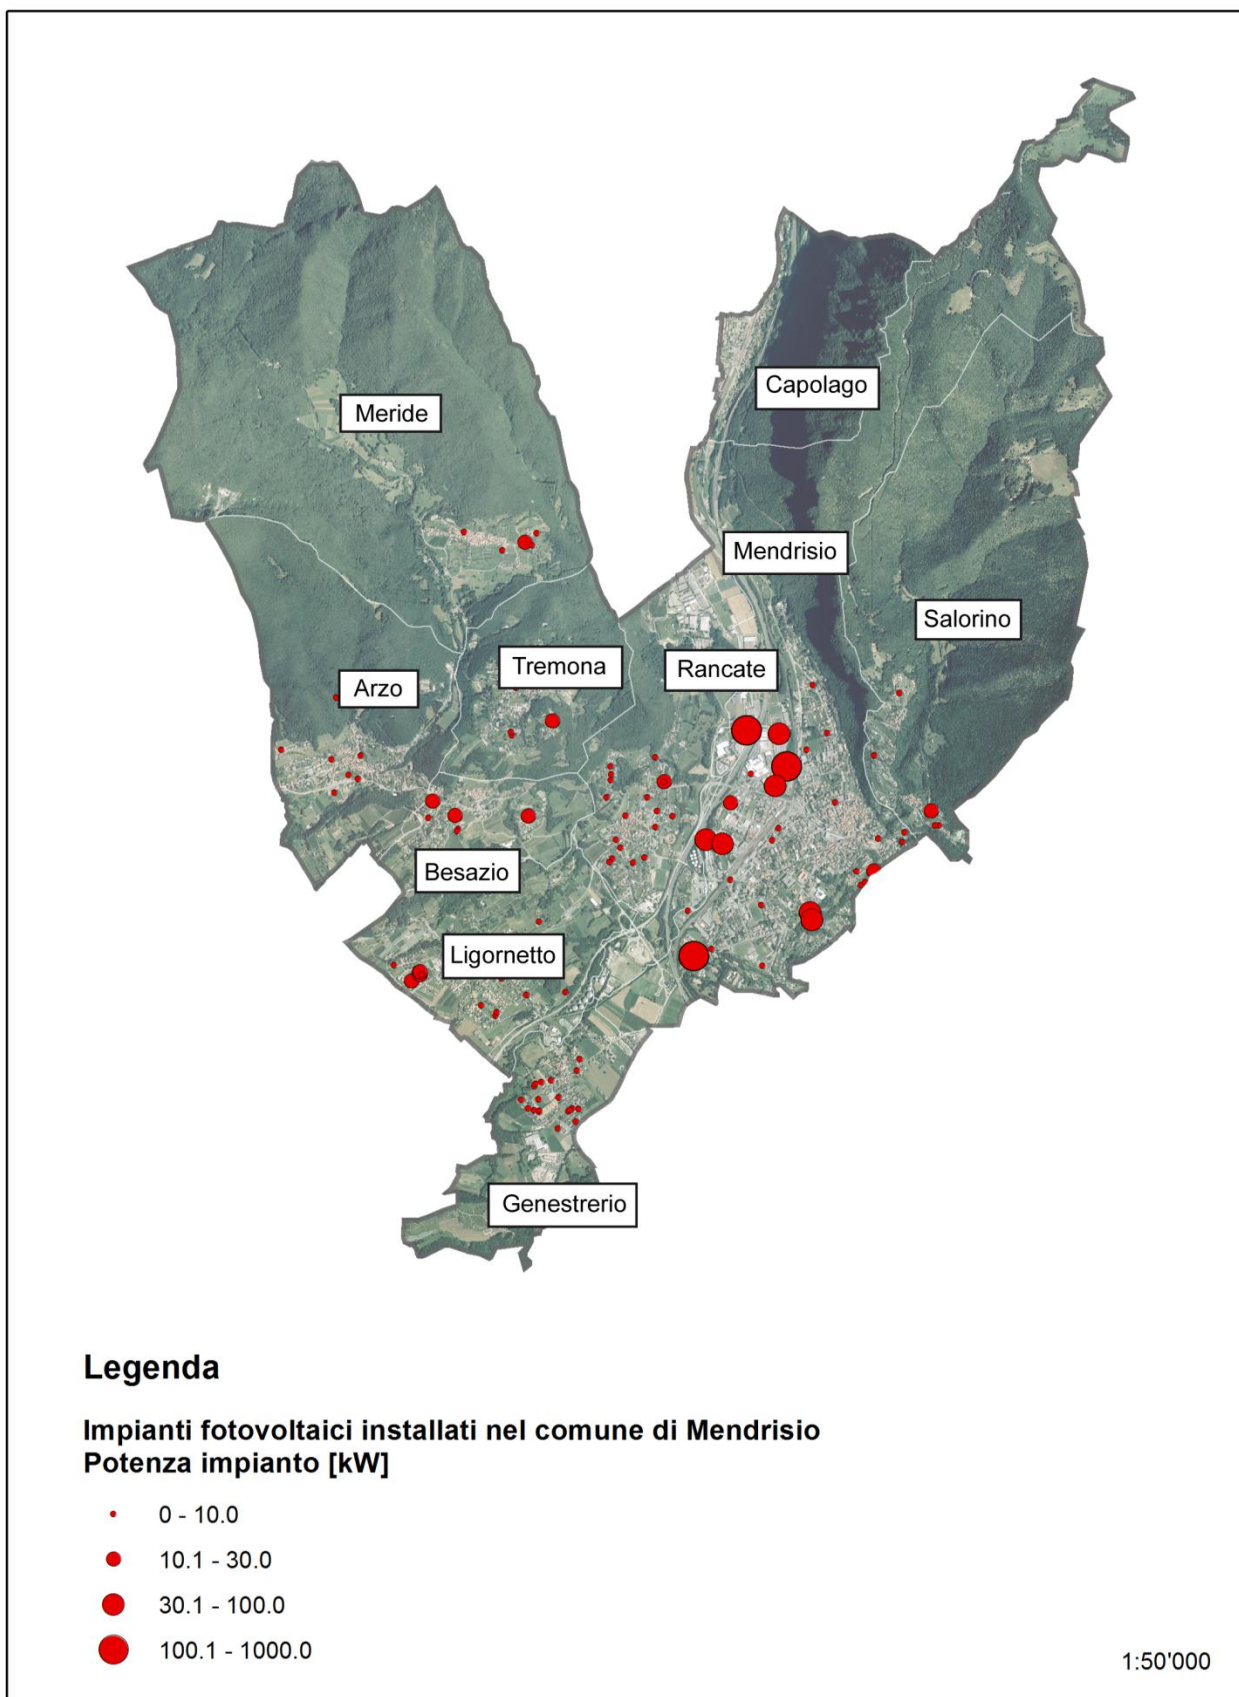 Capolago
Meride
Mendrisio
Salorino
Tremona
Rancate
Arzo
Besazio
Ligornetto
Genestrerio
Legenda
Impianti fotovoltaici installati nel comune di Mendrisio
Potenza impianto [kW]
0 - 10.0
10.1 - 30.0
30.1 - 100.0
100.1 - 1000.0
1:50'000